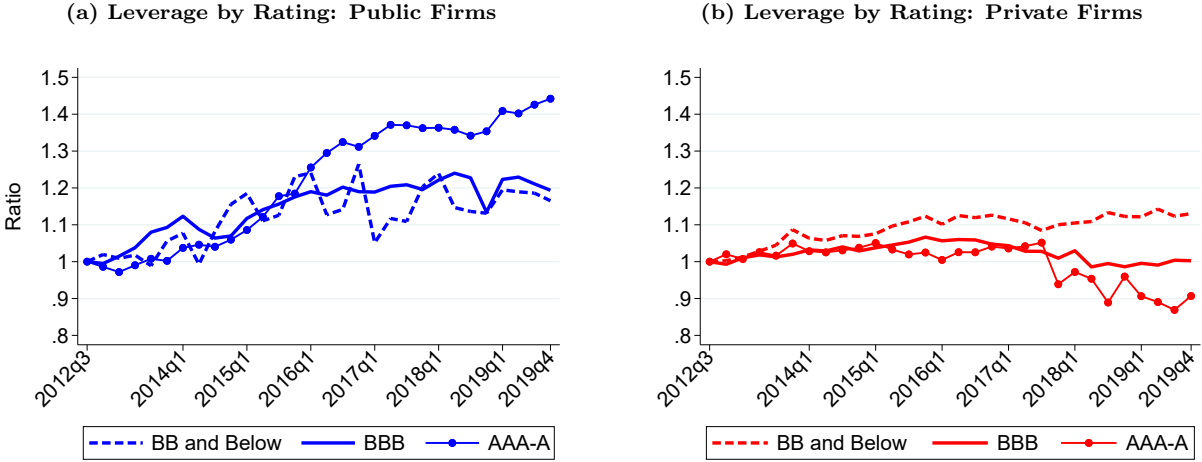 (a) Leverage by Rating: Public Firms
1.5
1.4
1.3
1.2
1.1
1
.9
.8
Ratio
2012q3
2014q1
2015q1
2016q1
2017q1
2018q1
2019q1
2019q4
BB and Below
BBB
AAA-A
(b) Leverage by Rating: Private Firms
1.5
1.4
1.3
1.2
1.1
1
.9
.8
2012q3
2014q1
2015q1
2016q1
2017q1
2018q1
2019q1
2019q4
BB and Below
BBB
AAA-A